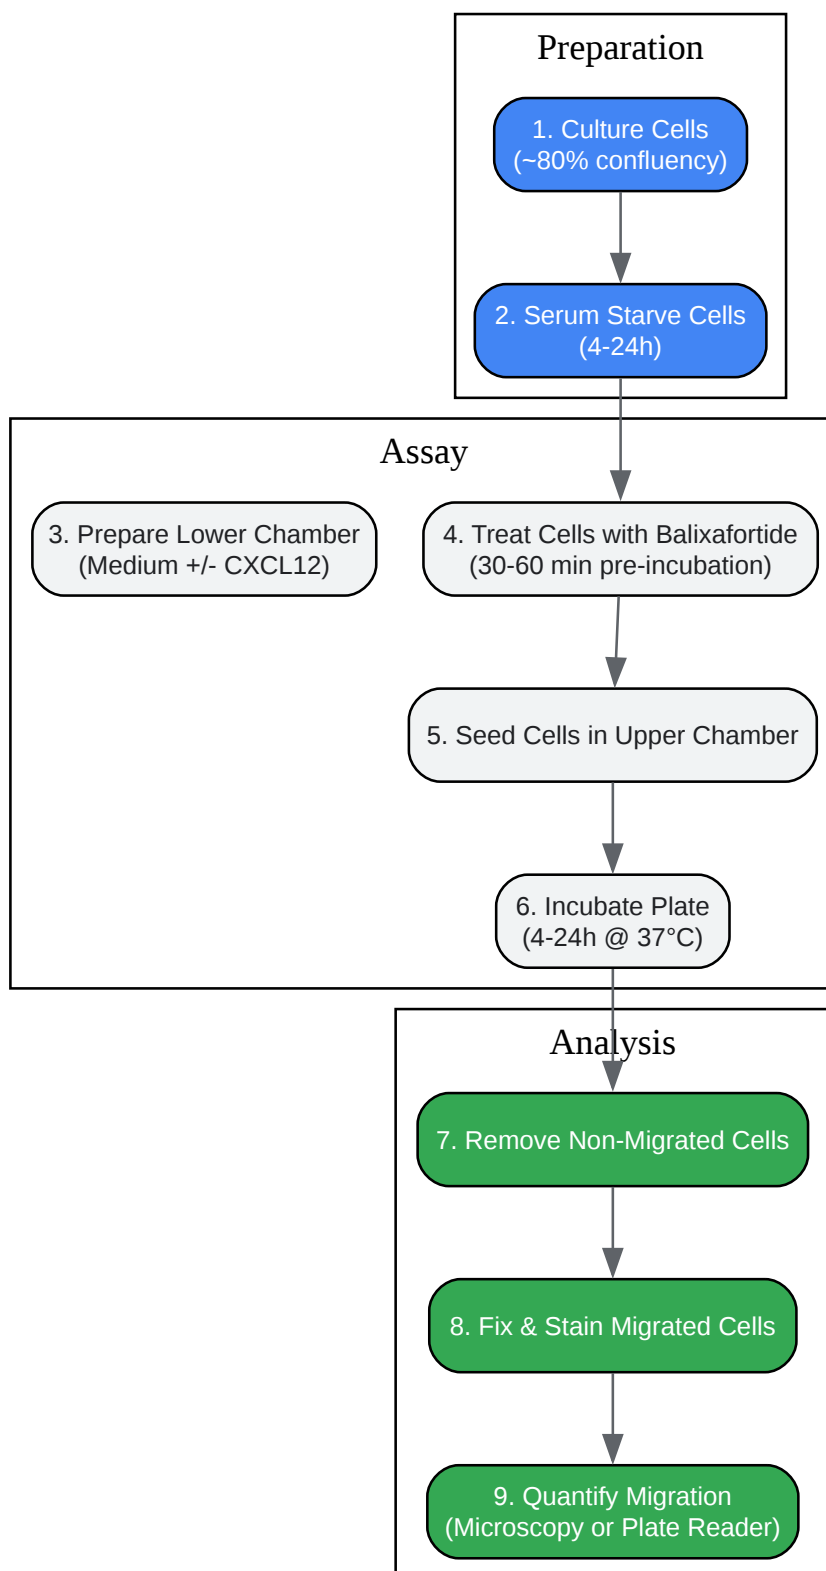 Preparation
1. Culture Cells
(~80% confluency)
2. Serum Starve Cells
(4-24h)
Assay
3. Prepare Lower Chamber
(Medium +/- CXCL12)
4. Treat Cells with Balixafortide
(30-60 min pre-incubation)
5. Seed Cells in Upper Chamber
6. Incubate Plate
(4-24h @ 37°C)
Analysis
7. Remove Non-Migrated Cells
8. Fix & Stain Migrated Cells
9. Quantify Migration
(Microscopy or Plate Reader)